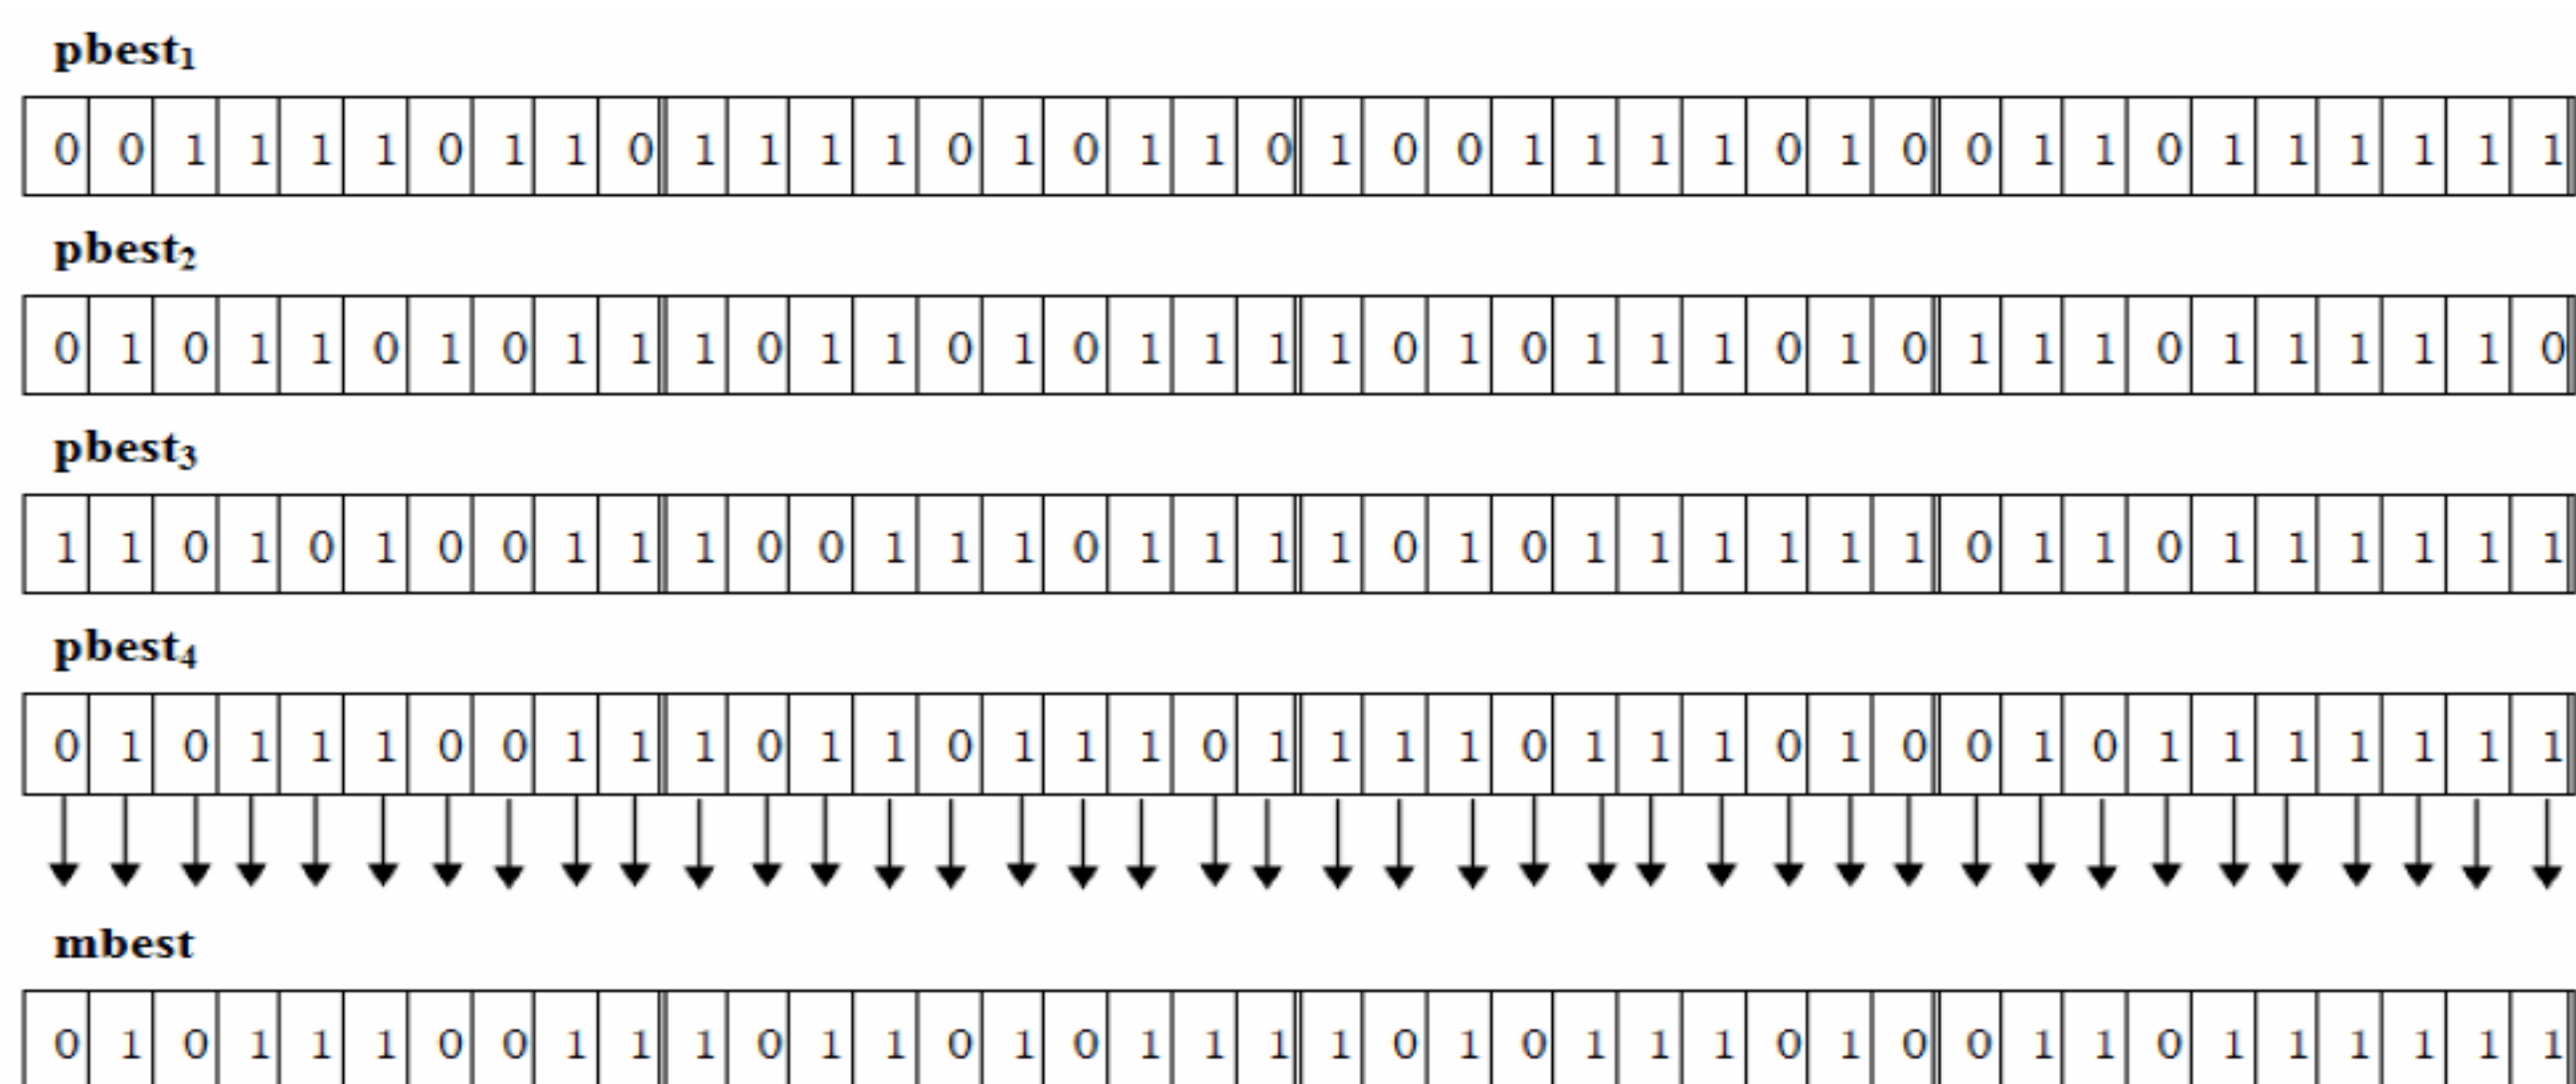 pbest₁
0 0 1 1 1 1 0 1 1 0 1 1 1 1 0 1 0 1 1 0 1 0 0 1 1 1 1 0 1 0 0 1 1 0 1 1 1 1 1 1
pbest₂
0 1 0 1 1 0 1 0 1 1 1 0 1 1 0 1 0 1 1 1 1 0 1 0 1 1 1 0 1 0 1 1 1 0 1 1 1 1 1 0
pbest₃
1 1 0 1 0 1 0 0 1 1 1 0 0 1 1 1 0 1 1 1 1 0 1 0 1 1 1 1 1 1 0 1 1 0 1 1 1 1 1 1
pbest₄
0 1 0 1 1 1 0 0 1 1 1 0 1 1 0 1 1 1 0 1 1 1 1 0 1 1 1 0 1 0 0 1 0 1 1 1 1 1 1 1
mbest
0 1 0 1 1 1 0 0 1 1 1 0 1 1 0 1 0 1 1 1 1 0 1 0 1 1 1 0 1 0 0 1 1 0 1 1 1 1 1 1